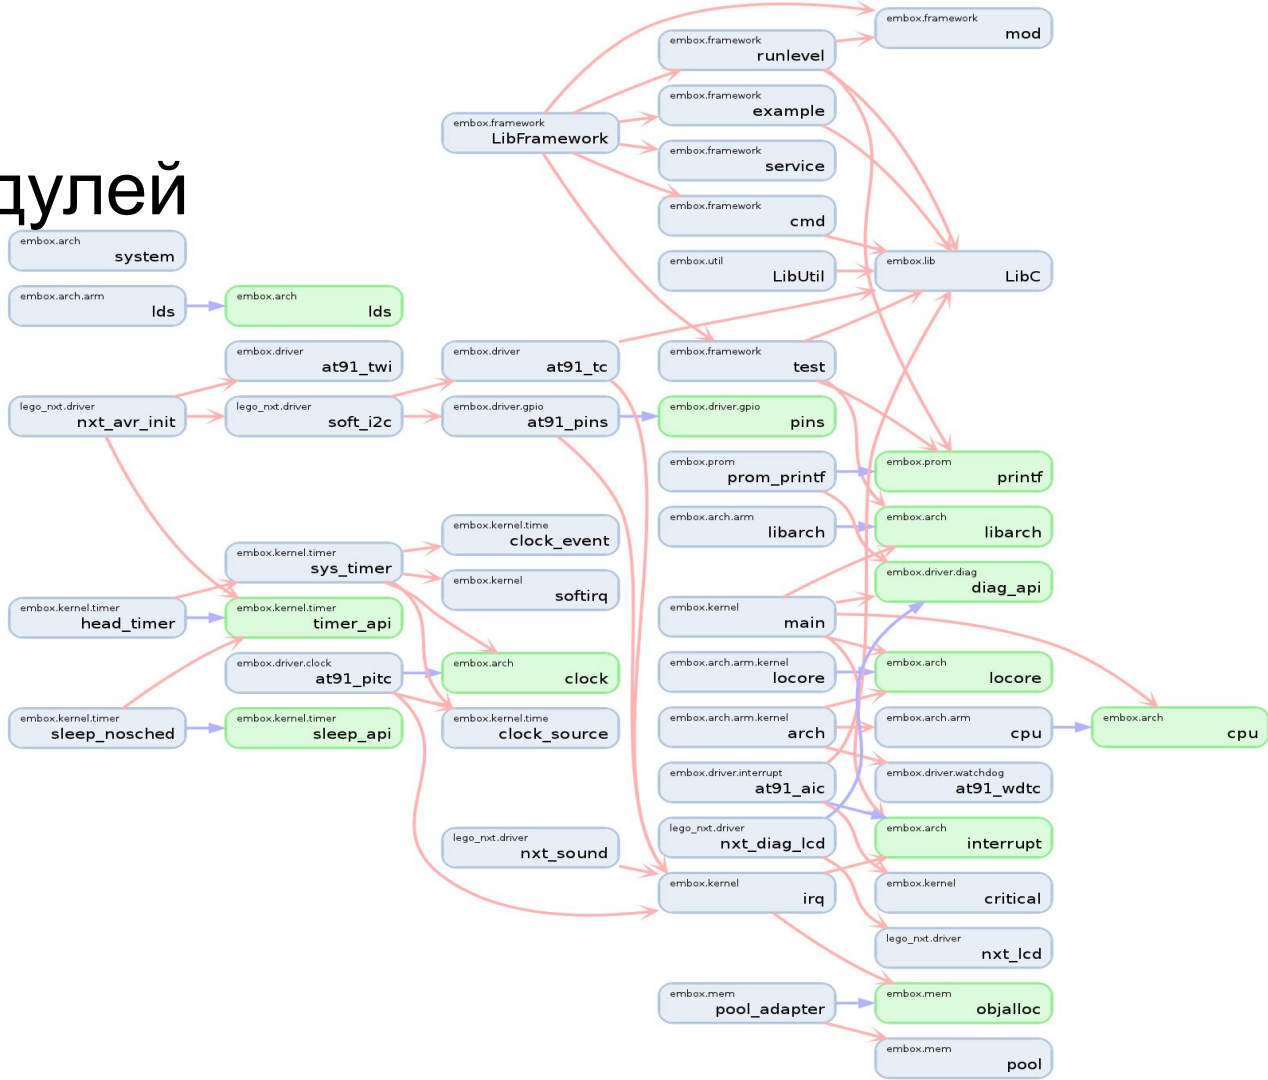 дулей
embox.arch
system
embox.arch.arm
lds
embox.arch
lds
embox.driver
at91_twi
lego_nxt.driver
nxt_avr_init
lego_nxt.driver
soft_i2c
embox.driver
at91_tc
embox.driver.gpio
at91_pins
embox.driver.gpio
pins
embox.kernel.timer
sys_timer
embox.kernel.time
clock_event
embox.kernel
softirq
embox.kernel.timer
head_timer
embox.kernel.timer
timer_api
embox.driver.clock
at91_pitc
embox.arch
clock
embox.kernel.timer
sleep_nosched
embox.kernel.timer
sleep_api
embox.kernel.time
clock_source
lego_nxt.driver
nxt_sound
embox.framework
LibFramework
embox.framework
mod
embox.framework
runlevel
embox.framework
example
embox.framework
service
embox.framework
cmd
embox.util
LibUtil
embox.lib
LibC
embox.framework
test
embox.prom
prom_printf
embox.prom
printf
embox.arch.arm
libarch
embox.arch
libarch
embox.driver.diag
diag_api
embox.kernel
main
embox.arch.arm.kernel
locore
embox.arch
locore
embox.arch.arm.kernel
arch
embox.arch.arm
cpu
embox.arch
cpu
embox.driver.interrupt
at91_aic
embox.driver.watchdog
at91_wdtc
lego_nxt.driver
nxt_diag_lcd
embox.arch
interrupt
embox.kernel
irq
embox.kernel
critical
lego_nxt.driver
nxt_lcd
embox.mem
pool_adapter
embox.mem
objalloc
embox.mem
pool